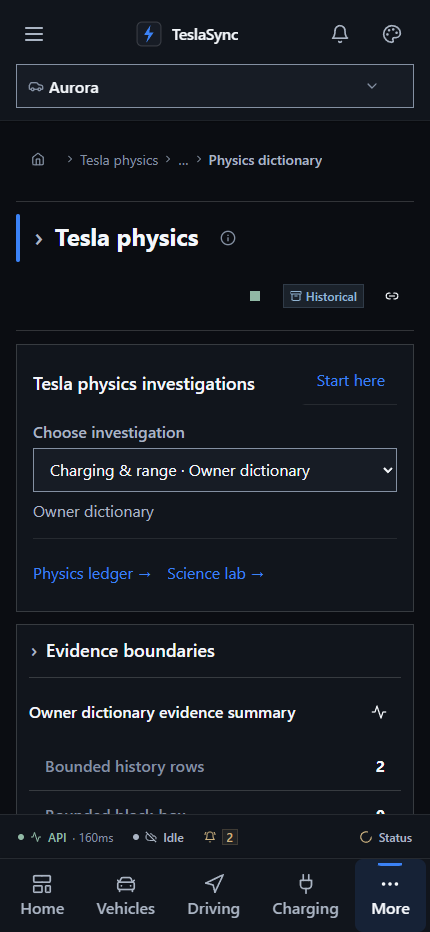 TeslaSync
Aurora
Tesla physics › ... › Physics dictionary
Tesla physics
Historical
Tesla physics investigations
Start here
Choose investigation
Charging & range · Owner dictionary
Owner dictionary
Physics ledger → Science lab →
Evidence boundaries
Owner dictionary evidence summary
Bounded history rows 2
API · 160ms Idle 2 Status
Home Vehicles Driving Charging More